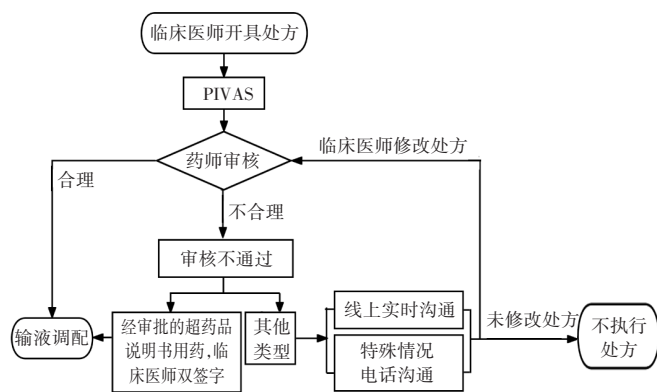 临床医师开具处方
PIVAS
药师审核
临床医师修改处方
合理
不合理
审核不通过
输液调配
经审批的超药品
说明书用药,临
床医师双签字
其他
类型
线上实时沟通
特殊情况
电话沟通
未修改处方
不执行
处方